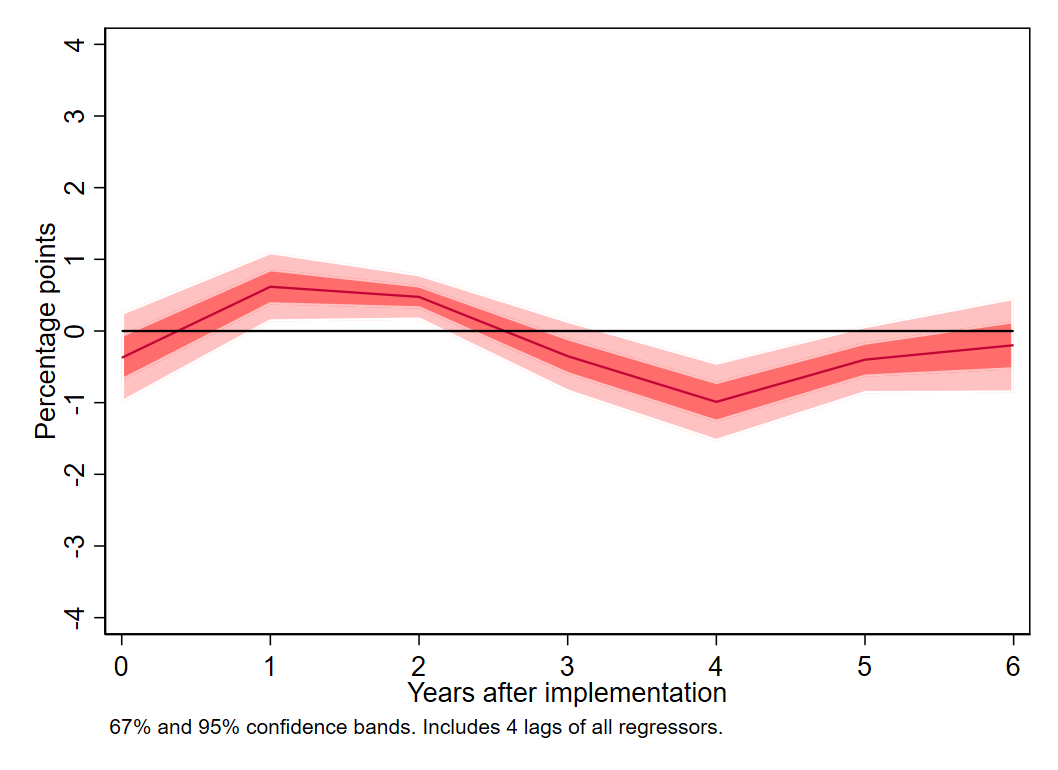 Percentage points
4
3
2
1
0
-1
-2
-3
-4
0 1 2 3 4 5 6
Years after implementation
67% and 95% confidence bands. Includes 4 lags of all regressors.